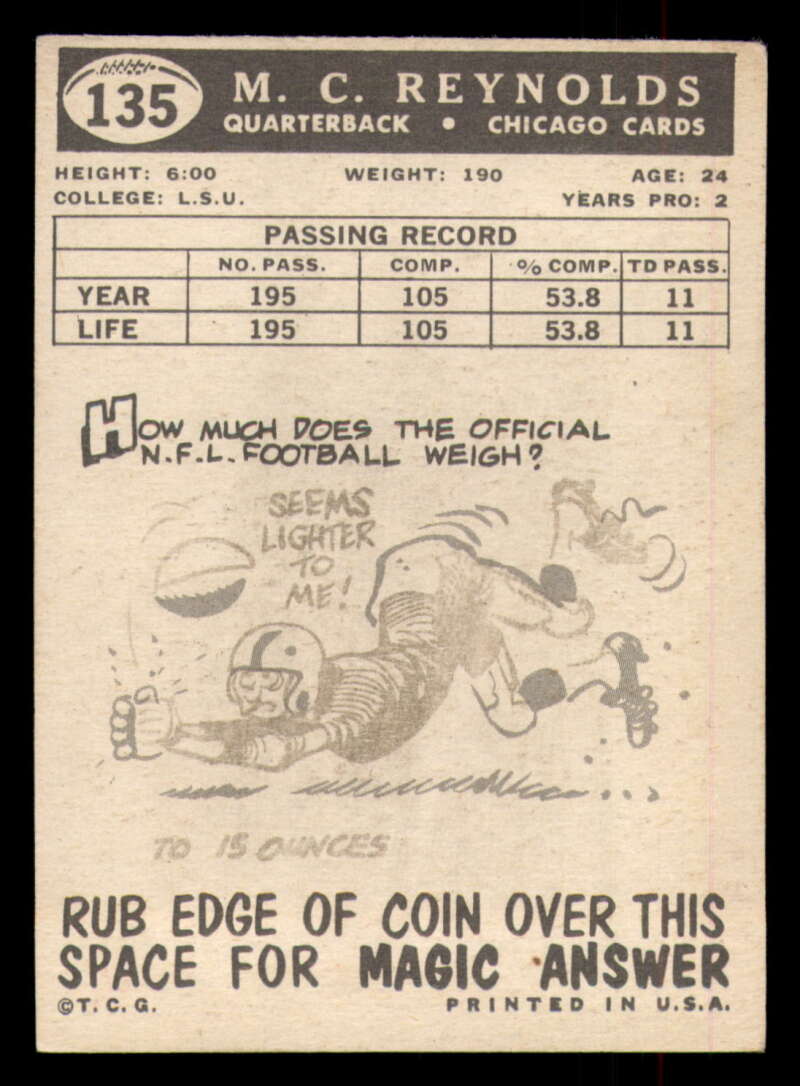 135
M. C. REYNOLDS
QUARTERBACK • CHICAGO CARDS
HEIGHT: 6:00 WEIGHT: 190 AGE: 24
COLLEGE: L.S.U. YEARS PRO: 2
PASSING RECORD
NO. PASS. COMP. % COMP. TD PASS.
YEAR 195 105 53.8 11
LIFE 195 105 53.8 11
HOW MUCH DOES THE OFFICIAL
N.F.L. FOOTBALL WEIGH?
SEEMS
LIGHTER
TO
ME!
TO 15 OUNCES
RUB EDGE OF COIN OVER THIS
SPACE FOR MAGIC ANSWER
©T.C.G. PRINTED IN U.S.A.